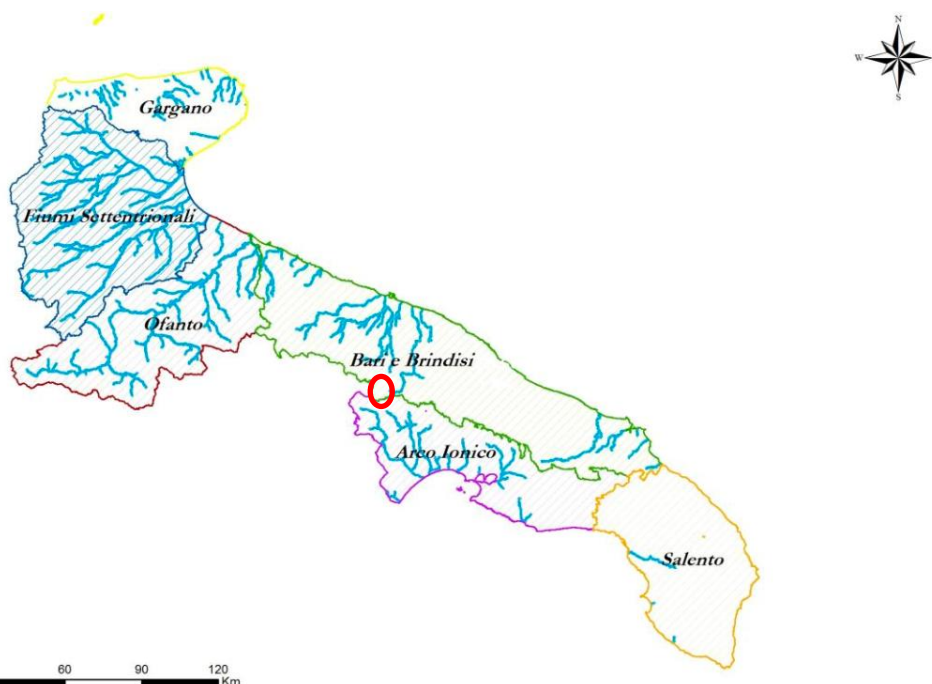 N
W
S
Gargano
Fiumi Settentrionali
Ofanto
Bari e Brindisi
Arco Ionico
Salento
60 90 120
Km